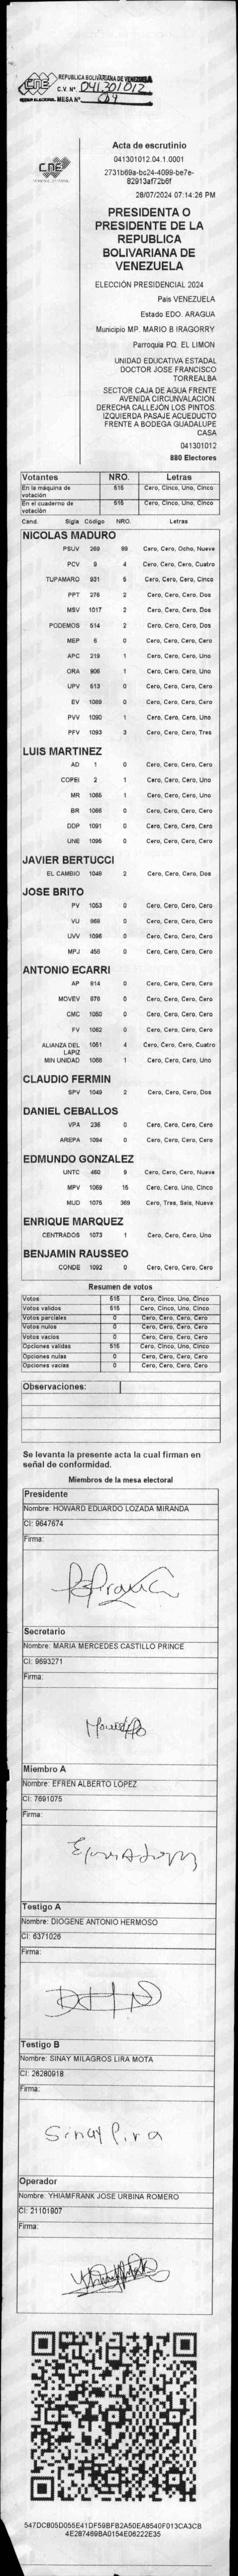 CNE
REPUBLICA BOLIVARIANA DE VENEZUELA
C.V. N°. 041301012
PODER ELECTORAL MESA N°.
CNE
Acta de escrutinio
041301012.04.1.0001
2731b69a-bc24-4099-be7e-
82913af72b6f
28/07/2024 07:14:26 PM
PRESIDENTA O
PRESIDENTE DE LA
REPUBLICA
BOLIVARIANA DE
VENEZUELA
ELECCIÓN PRESIDENCIAL 2024
Pais VENEZUELA
Estado EDO. ARAGUA
Municipio MP. MARIO B IRAGORRY
Parroquia PQ. EL LIMON
UNIDAD EDUCATIVA ESTADAL
DOCTOR JOSE FRANCISCO
TORREALBA
SECTOR CAJA DE AGUA FRENTE
AVENIDA CIRCUNVALACION.
DERECHA CALLEJÓN LOS PINTOS.
IZQUIERDA PASAJE ACUEDUCTO
FRENTE A BODEGA GUADALUPE
CASA
041301012
880 Electores
Votantes NRO. Letras
En la máquina de votación 515 Cero, Cinco, Uno, Cinco
En el cuaderno de votación 515 Cero, Cinco, Uno, Cinco
Cand. Sigla Código NRO. Letras
NICOLAS MADURO
PSUV 269 89 Cero, Cero, Ocho, Nueve
PCV 9 4 Cero, Cero, Cero, Cuatro
TUPAMARO 931 5 Cero, Cero, Cero, Cinco
PPT 276 2 Cero, Cero, Cero, Dos
MSV 1017 2 Cero, Cero, Cero, Dos
PODEMOS 514 2 Cero, Cero, Cero, Dos
MEP 6 0 Cero, Cero, Cero, Cero
APC 219 1 Cero, Cero, Cero, Uno
ORA 906 1 Cero, Cero, Cero, Uno
UPV 513 0 Cero, Cero, Cero, Cero
EV 1089 0 Cero, Cero, Cero, Cero
PVV 1090 1 Cero, Cero, Cero, Uno
PFV 1093 3 Cero, Cero, Cero, Tres
LUIS MARTINEZ
AD 1 0 Cero, Cero, Cero, Cero
COPEI 2 1 Cero, Cero, Cero, Uno
MR 1065 1 Cero, Cero, Cero, Uno
BR 1066 0 Cero, Cero, Cero, Cero
DDP 1091 0 Cero, Cero, Cero, Cero
UNE 1095 0 Cero, Cero, Cero, Cero
JAVIER BERTUCCI
EL CAMBIO 1048 2 Cero, Cero, Cero, Dos
JOSE BRITO
PV 1053 0 Cero, Cero, Cero, Cero
VU 968 0 Cero, Cero, Cero, Cero
UVV 1096 0 Cero, Cero, Cero, Cero
MPJ 456 0 Cero, Cero, Cero, Cero
ANTONIO ECARRI
AP 914 0 Cero, Cero, Cero, Cero
MOVEV 976 0 Cero, Cero, Cero, Cero
CMC 1050 0 Cero, Cero, Cero, Cero
FV 1062 0 Cero, Cero, Cero, Cero
ALIANZA DEL LAPIZ 1061 4 Cero, Cero, Cero, Cuatro
MIN UNIDAD 1088 1 Cero, Cero, Cero, Uno
CLAUDIO FERMIN
SPV 1049 2 Cero, Cero, Cero, Dos
DANIEL CEBALLOS
VPA 236 0 Cero, Cero, Cero, Cero
AREPA 1094 0 Cero, Cero, Cero, Cero
EDMUNDO GONZALEZ
UNTC 460 9 Cero, Cero, Cero, Nueve
MPV 1069 15 Cero, Cero, Uno, Cinco
MUD 1075 369 Cero, Tres, Seis, Nueve
ENRIQUE MARQUEZ
CENTRADOS 1073 1 Cero, Cero, Cero, Uno
BENJAMIN RAUSSEO
CONDE 1092 0 Cero, Cero, Cero, Cero
Resumen de votos
Votos 515 Cero, Cinco, Uno, Cinco
Votos validos 515 Cero, Cinco, Uno, Cinco
Votos parciales 0 Cero, Cero, Cero, Cero
Votos nulos 0 Cero, Cero, Cero, Cero
Votos vacios 0 Cero, Cero, Cero, Cero
Opciones validas 515 Cero, Cinco, Uno, Cinco
Opciones nulas 0 Cero, Cero, Cero, Cero
Opciones vacias 0 Cero, Cero, Cero, Cero
Observaciones:
Se levanta la presente acta la cual firman en
señal de conformidad.
Miembros de la mesa electoral
Presidente
Nombre: HOWARD EDUARDO LOZADA MIRANDA
CI: 9647674
Firma:
Secretario
Nombre: MARIA MERCEDES CASTILLO PRINCE
CI: 9693271
Firma:
Miembro A
Nombre: EFREN ALBERTO LOPEZ
CI: 7691075
Firma:
Testigo A
Nombre: DIOGENE ANTONIO HERMOSO
CI: 6371026
Firma:
Testigo B
Nombre: SINAY MILAGROS LIRA MOTA
CI: 26280918
Firma:
Sinay Lira
Operador
Nombre: YHIAMFRANK JOSE URBINA ROMERO
CI: 21101907
Firma:
547DC805D055E41DF59BFB2A50EA8540F013CA3CB
4E287469BA0154E06222E35